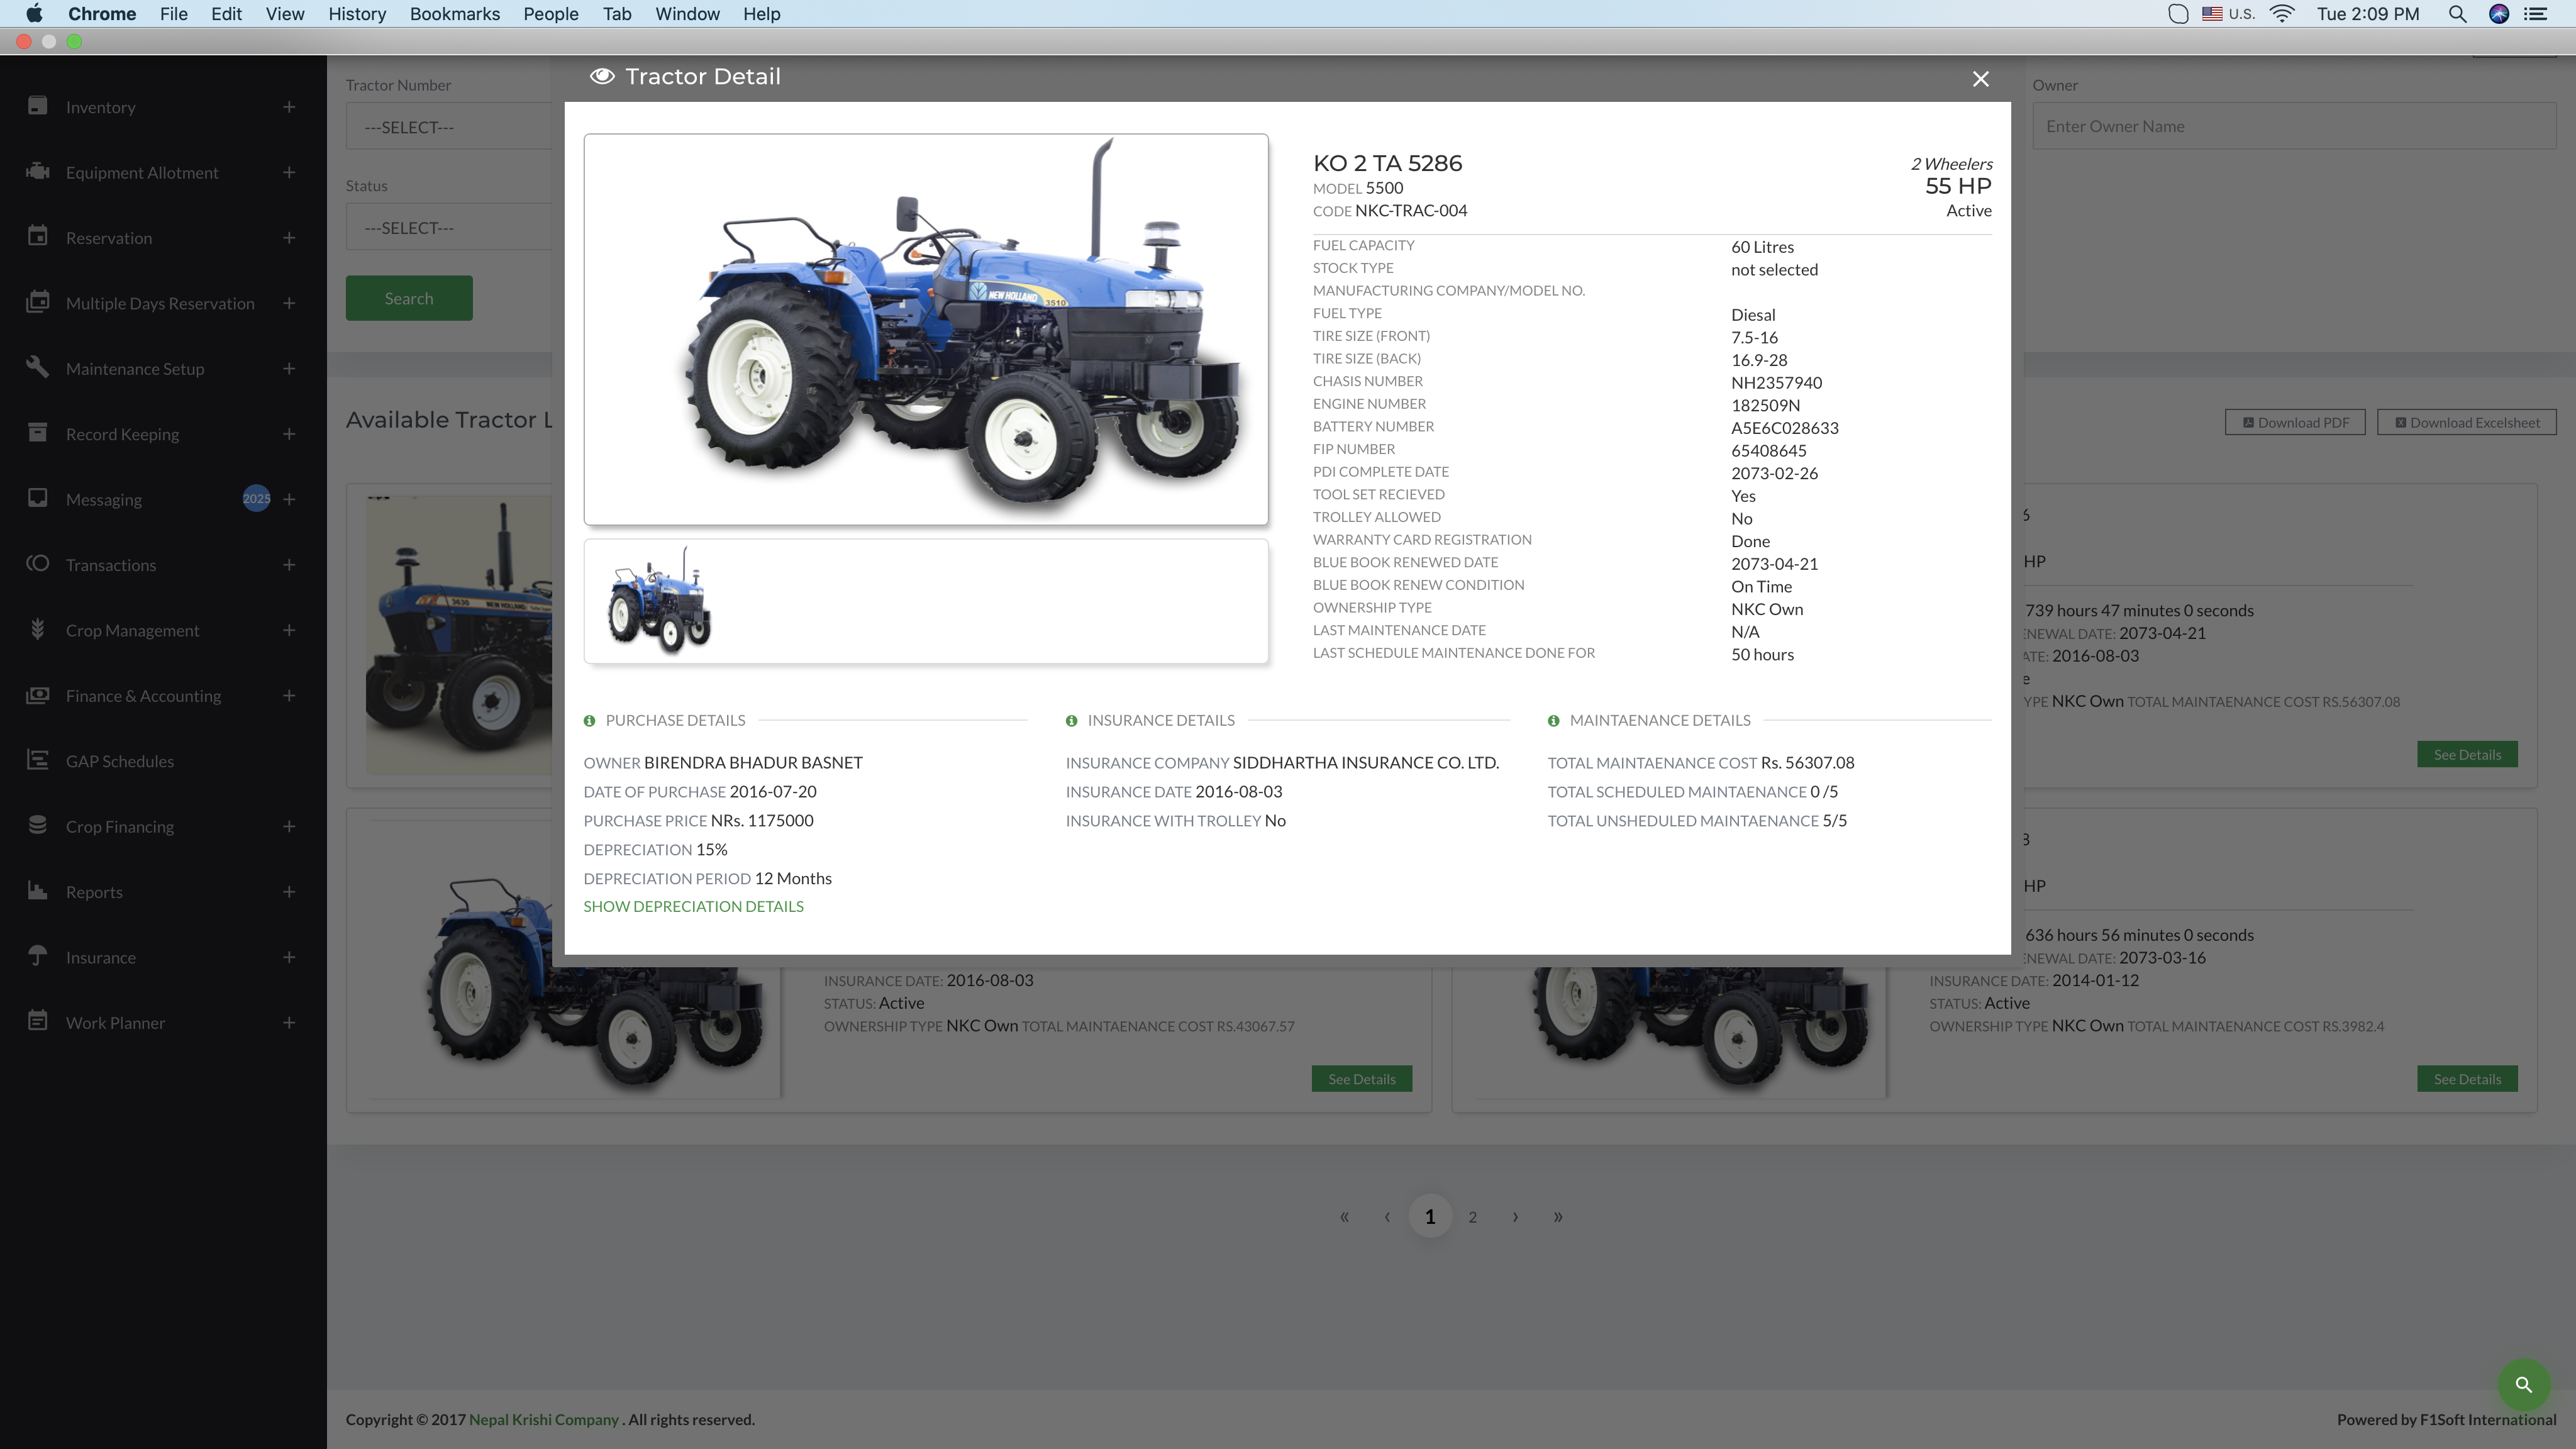 Chrome File Edit View History Bookmarks People Tab Window Help
U.S. Tue 2:09 PM
Inventory
Equipment Allotment
Reservation
Multiple Days Reservation
Maintenance Setup
Record Keeping
Messaging 2025
Transactions
Crop Management
Finance & Accounting
GAP Schedules
Crop Financing
Reports
Insurance
Work Planner
Tractor Number
---SELECT---
Status
---SELECT---
Search
Owner
Enter Owner Name
Available Tractor L
Download PDF
Download Excelsheet
Tractor Detail
NEW HOLLAND 3510
KO 2 TA 5286
2 Wheelers
MODEL 5500
55 HP
CODE NKC-TRAC-004
Active
FUEL CAPACITY 60 Litres
STOCK TYPE not selected
MANUFACTURING COMPANY/MODEL NO.
FUEL TYPE Diesal
TIRE SIZE (FRONT) 7.5-16
TIRE SIZE (BACK) 16.9-28
CHASIS NUMBER NH2357940
ENGINE NUMBER 182509N
BATTERY NUMBER A5E6C028633
FIP NUMBER 65408645
PDI COMPLETE DATE 2073-02-26
TOOL SET RECIEVED Yes
TROLLEY ALLOWED No
WARRANTY CARD REGISTRATION Done
BLUE BOOK RENEWED DATE 2073-04-21
BLUE BOOK RENEW CONDITION On Time
OWNERSHIP TYPE NKC Own
LAST MAINTENANCE DATE N/A
LAST SCHEDULE MAINTENANCE DONE FOR 50 hours
PURCHASE DETAILS
OWNER BIRENDRA BHADUR BASNET
DATE OF PURCHASE 2016-07-20
PURCHASE PRICE NRs. 1175000
DEPRECIATION 15%
DEPRECIATION PERIOD 12 Months
SHOW DEPRECIATION DETAILS
INSURANCE DETAILS
INSURANCE COMPANY SIDDHARTHA INSURANCE CO. LTD.
INSURANCE DATE 2016-08-03
INSURANCE WITH TROLLEY No
MAINTAENANCE DETAILS
TOTAL MAINTAENANCE COST Rs. 56307.08
TOTAL SCHEDULED MAINTAENANCE 0 /5
TOTAL UNSHEDULED MAINTAENANCE 5/5
3630 NEW HOLLAND
6
HP
739 hours 47 minutes 0 seconds
ENEWAL DATE: 2073-04-21
ATE: 2016-08-03
e
YPE NKC Own TOTAL MAINTAENANCE COST RS.56307.08
See Details
INSURANCE DATE: 2016-08-03
STATUS: Active
OWNERSHIP TYPE NKC Own TOTAL MAINTAENANCE COST RS.43067.57
See Details
8
HP
636 hours 56 minutes 0 seconds
ENEWAL DATE: 2073-03-16
INSURANCE DATE: 2014-01-12
STATUS: Active
OWNERSHIP TYPE NKC Own TOTAL MAINTAENANCE COST RS.3982.4
See Details
« ‹ 1 2 › »
Copyright © 2017 Nepal Krishi Company . All rights reserved.
Powered by F1Soft International